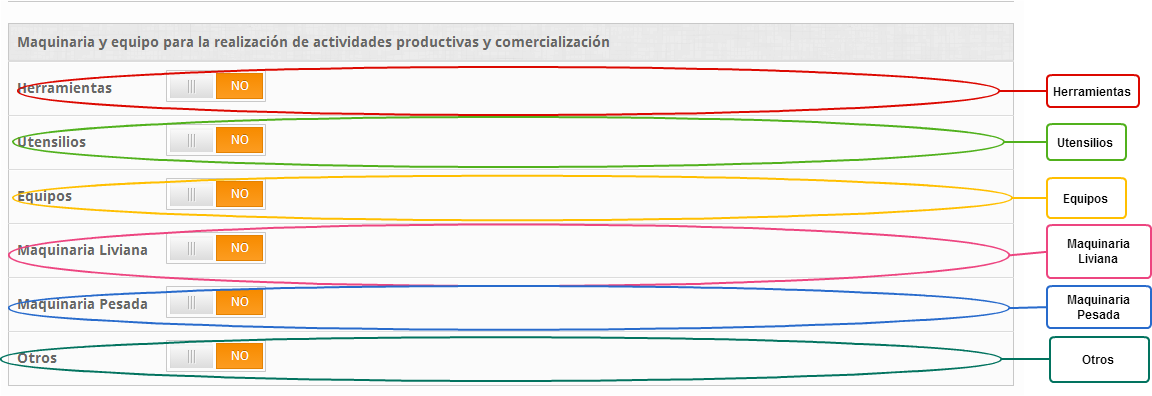 Maquinaria y equipo para la realización de actividades productivas y comercialización
Herramientas NO Herramientas
Utensilios NO Utensilios
Equipos NO Equipos
Maquinaria Liviana NO Maquinaria
Liviana
Maquinaria Pesada NO Maquinaria
Pesada
Otros NO Otros